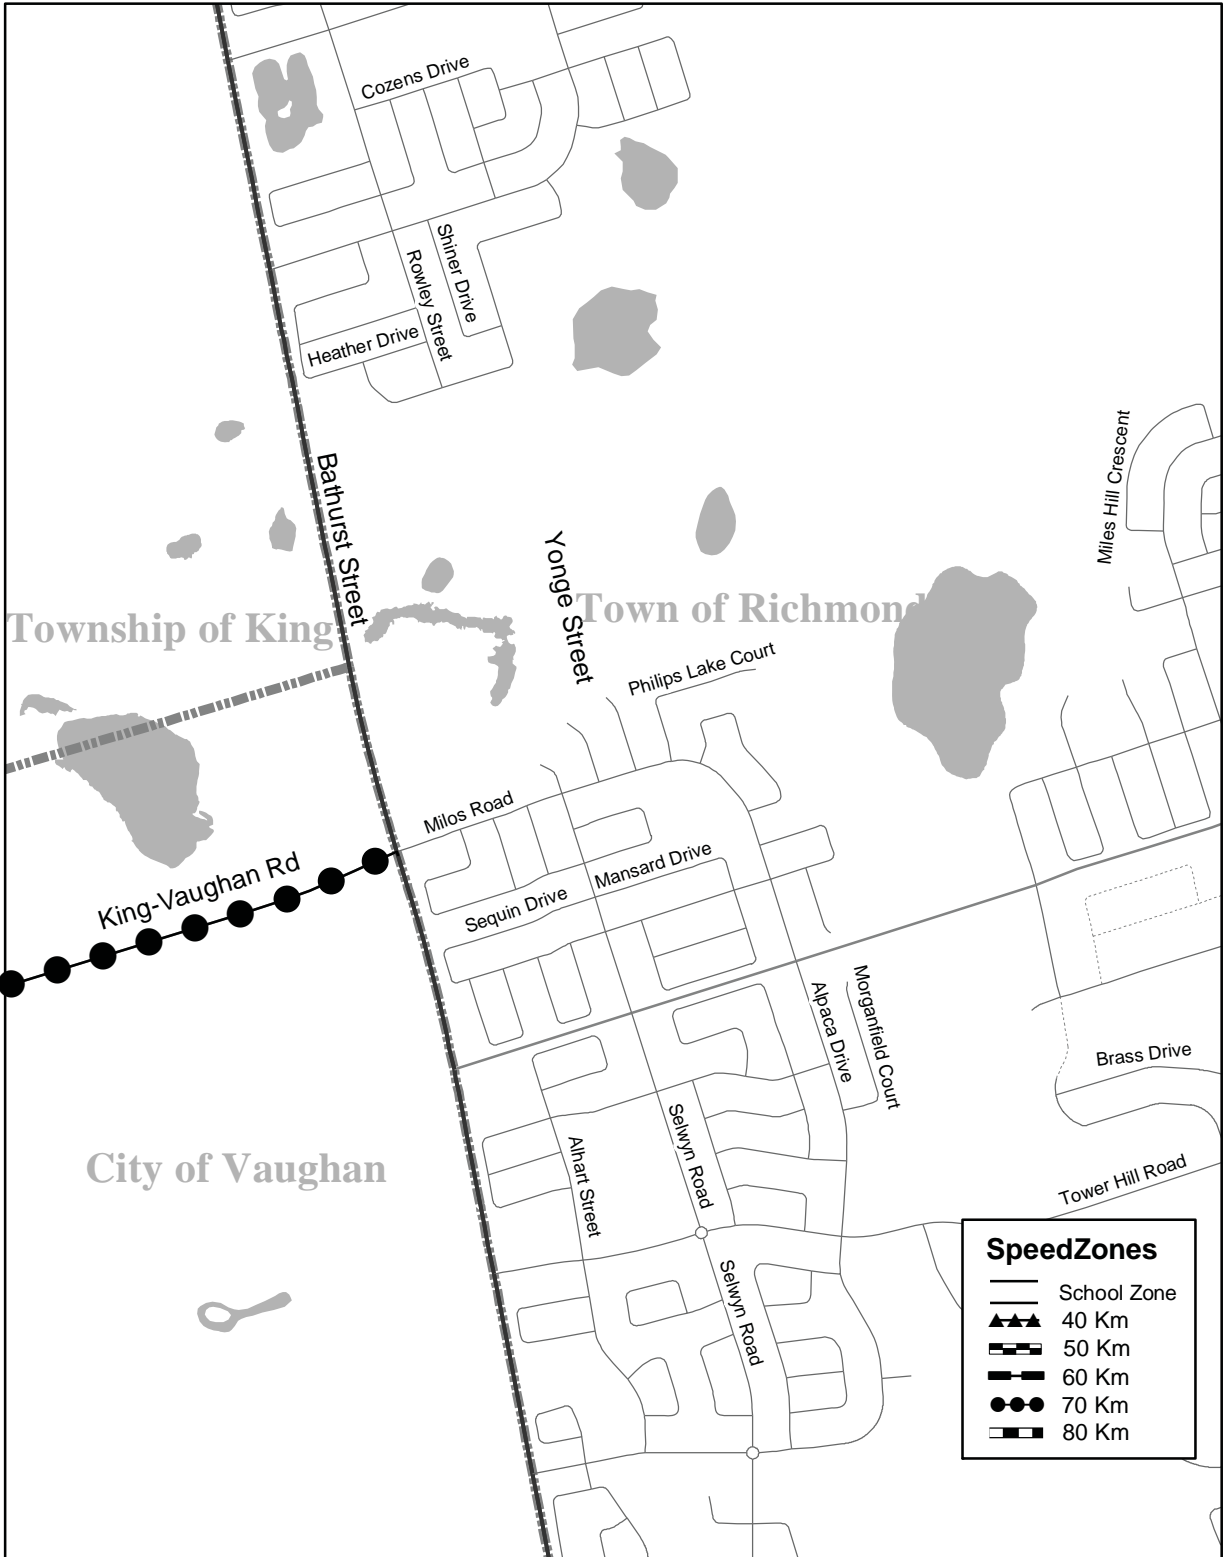 Cozens Drive
Shiner Drive
Rowley Street
Heather Drive
Miles Hill Crescent
Bathurst Street
Yonge Street
Township of King
Town of Richmond
Philips Lake Court
Milos Road
King-Vaughan Rd
Mansard Drive
Sequin Drive
Alpaca Drive
Morganfield Court
Brass Drive
Selwyn Road
Alhart Street
City of Vaughan
Tower Hill Road
Selwyn Road
SpeedZones
School Zone
40 Km
50 Km
60 Km
70 Km
80 Km